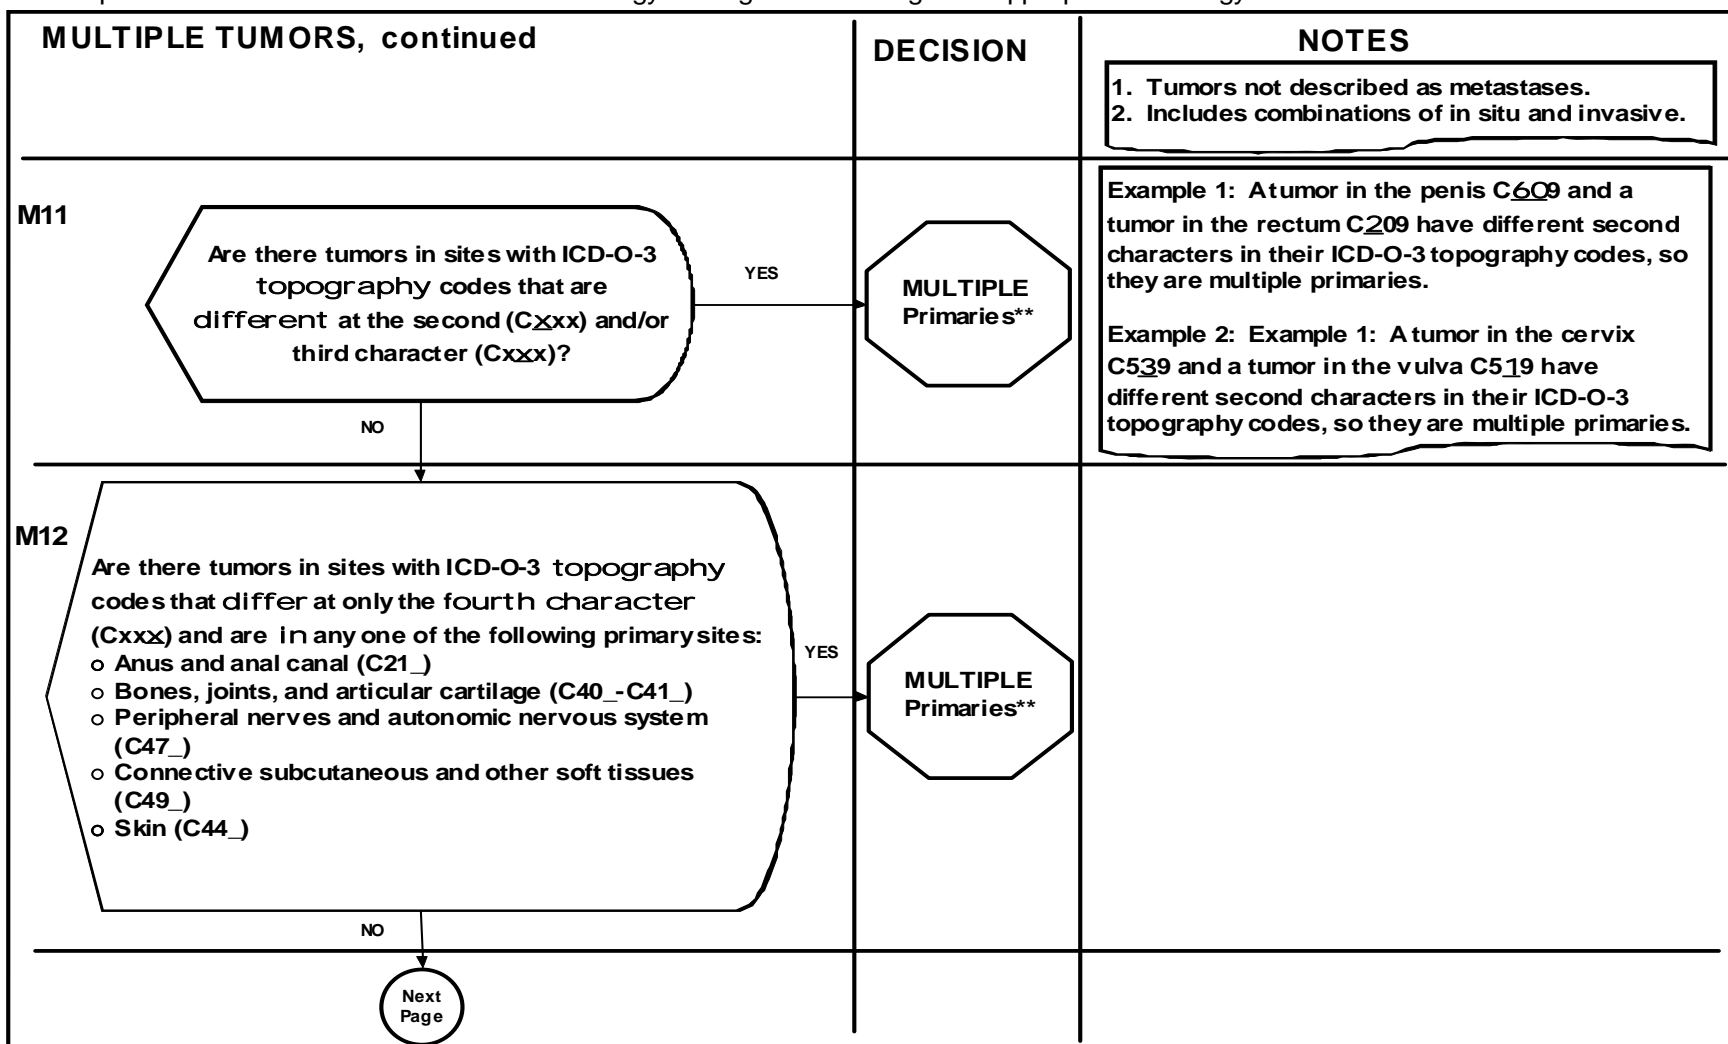 MULTIPLE TUMORS, continued
DECISION
NOTES
1. Tumors not described as metastases.
2. Includes combinations of in situ and invasive.
M11
Are there tumors in sites with ICD-O-3
topography codes that are
different at the second (Cxxx) and/or
third character (Cxxx)?
YES
MULTIPLE
Primaries**
Example 1: A tumor in the penis C609 and a
tumor in the rectum C209 have different second
characters in their ICD-O-3 topography codes, so
they are multiple primaries.
Example 2: Example 1: A tumor in the cervix
C539 and a tumor in the vulva C519 have
different second characters in their ICD-O-3
topography codes, so they are multiple primaries.
NO
M12
Are there tumors in sites with ICD-O-3 topography
codes that differ at only the fourth character
(Cxxx) and are in any one of the following primary sites:
o Anus and anal canal (C21_)
o Bones, joints, and articular cartilage (C40_-C41_)
o Peripheral nerves and autonomic nervous system
(C47_)
o Connective subcutaneous and other soft tissues
(C49_)
o Skin (C44_)
YES
MULTIPLE
Primaries**
NO
Next
Page